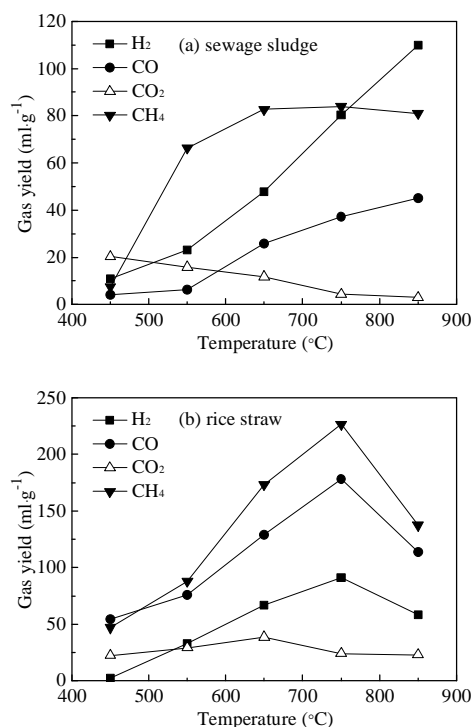 (a) sewage sludge
H₂
CO
CO₂
CH₄
120
100
80
60
40
20
0
Gas yield (ml·g⁻¹)
400 500 600 700 800 900
Temperature (°C)
(b) rice straw
H₂
CO
CO₂
CH₄
250
200
150
100
50
0
Gas yield (ml·g⁻¹)
400 500 600 700 800 900
Temperature (°C)